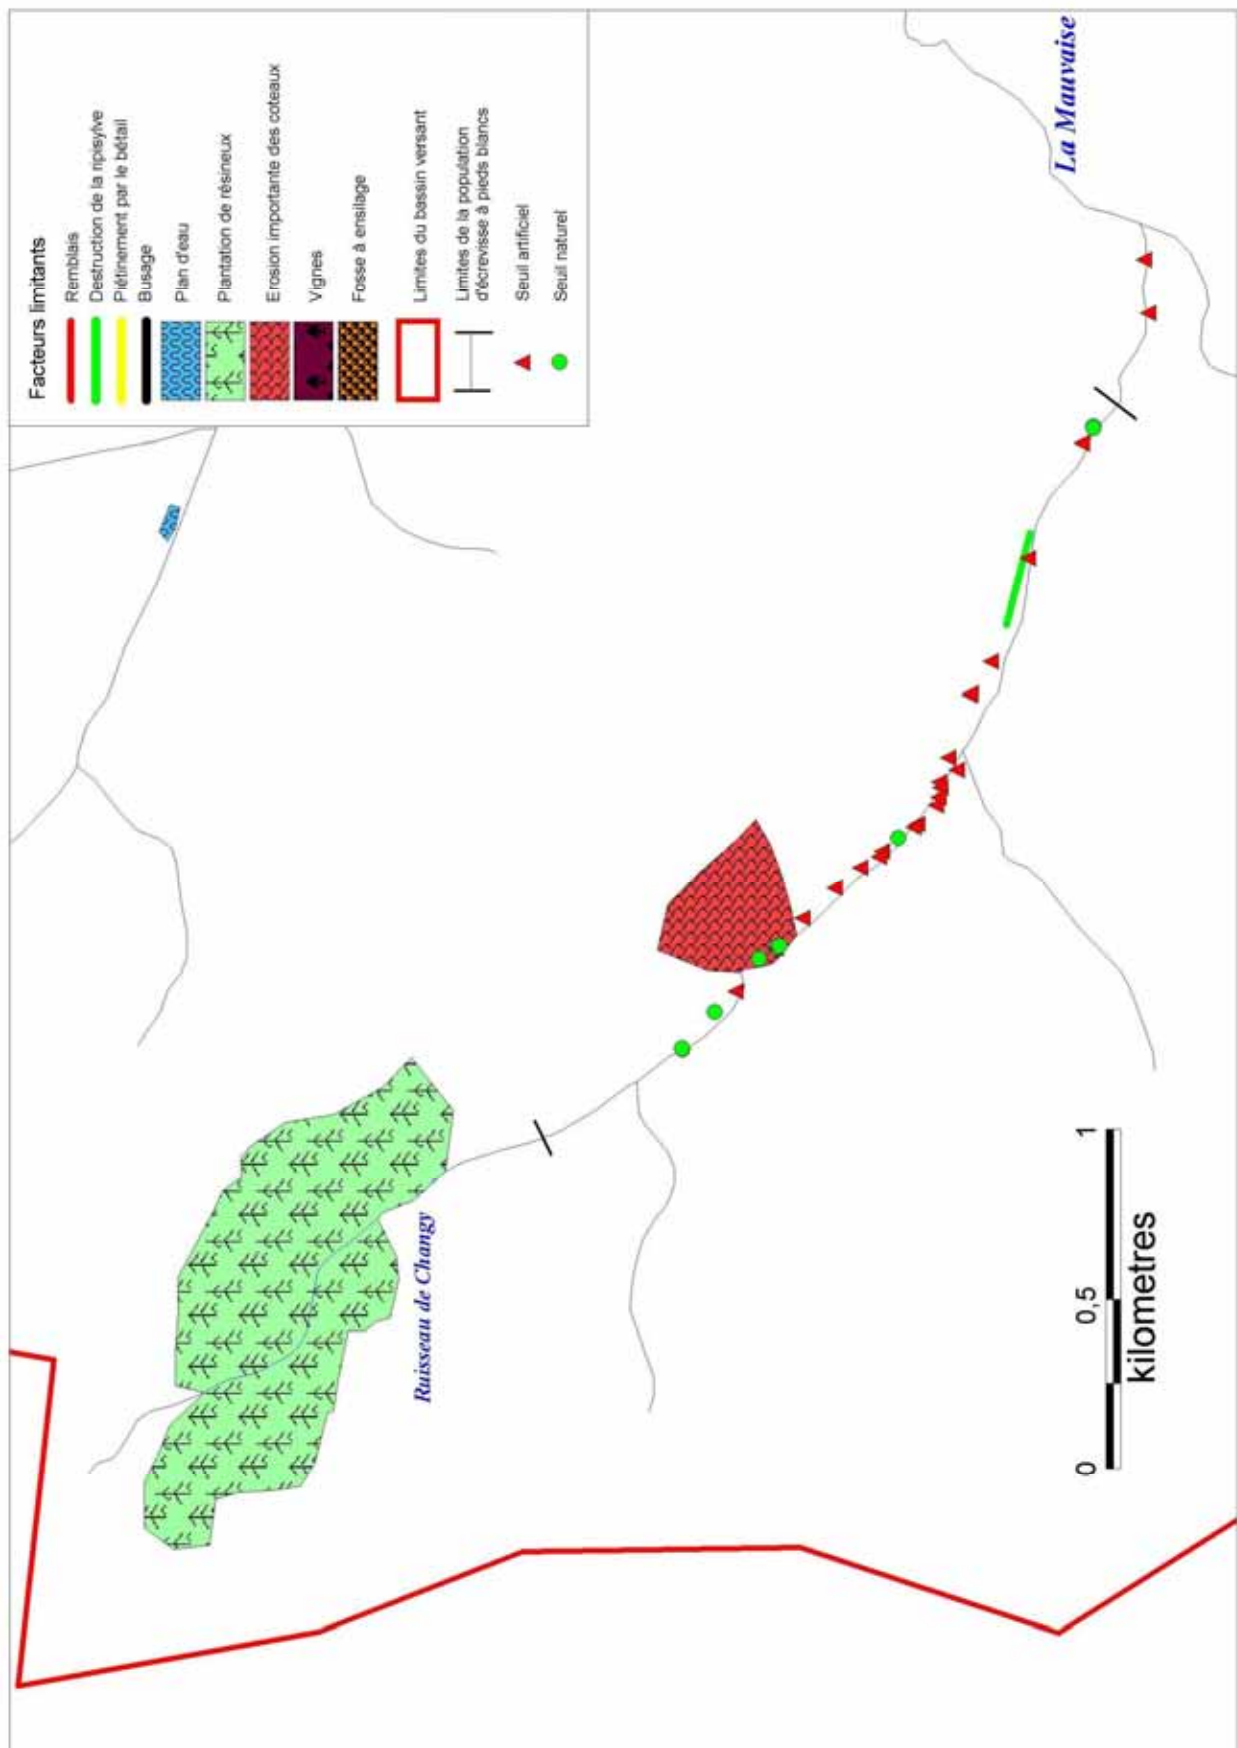 Facteurs limitants
Remblais
Destruction de la ripisylve
Piétinement par le bétail
Busage
Plan d'eau
Plantation de résineux
Erosion importante des coteaux
Vignes
Fosse à ensilage
Limites du bassin versant
Limites de la population
d'écrevisse à pieds blancs
Seuil artificiel
Seuil naturel
La Mauvaise
Ruisseau de Changy
0 0,5 1
kilometres